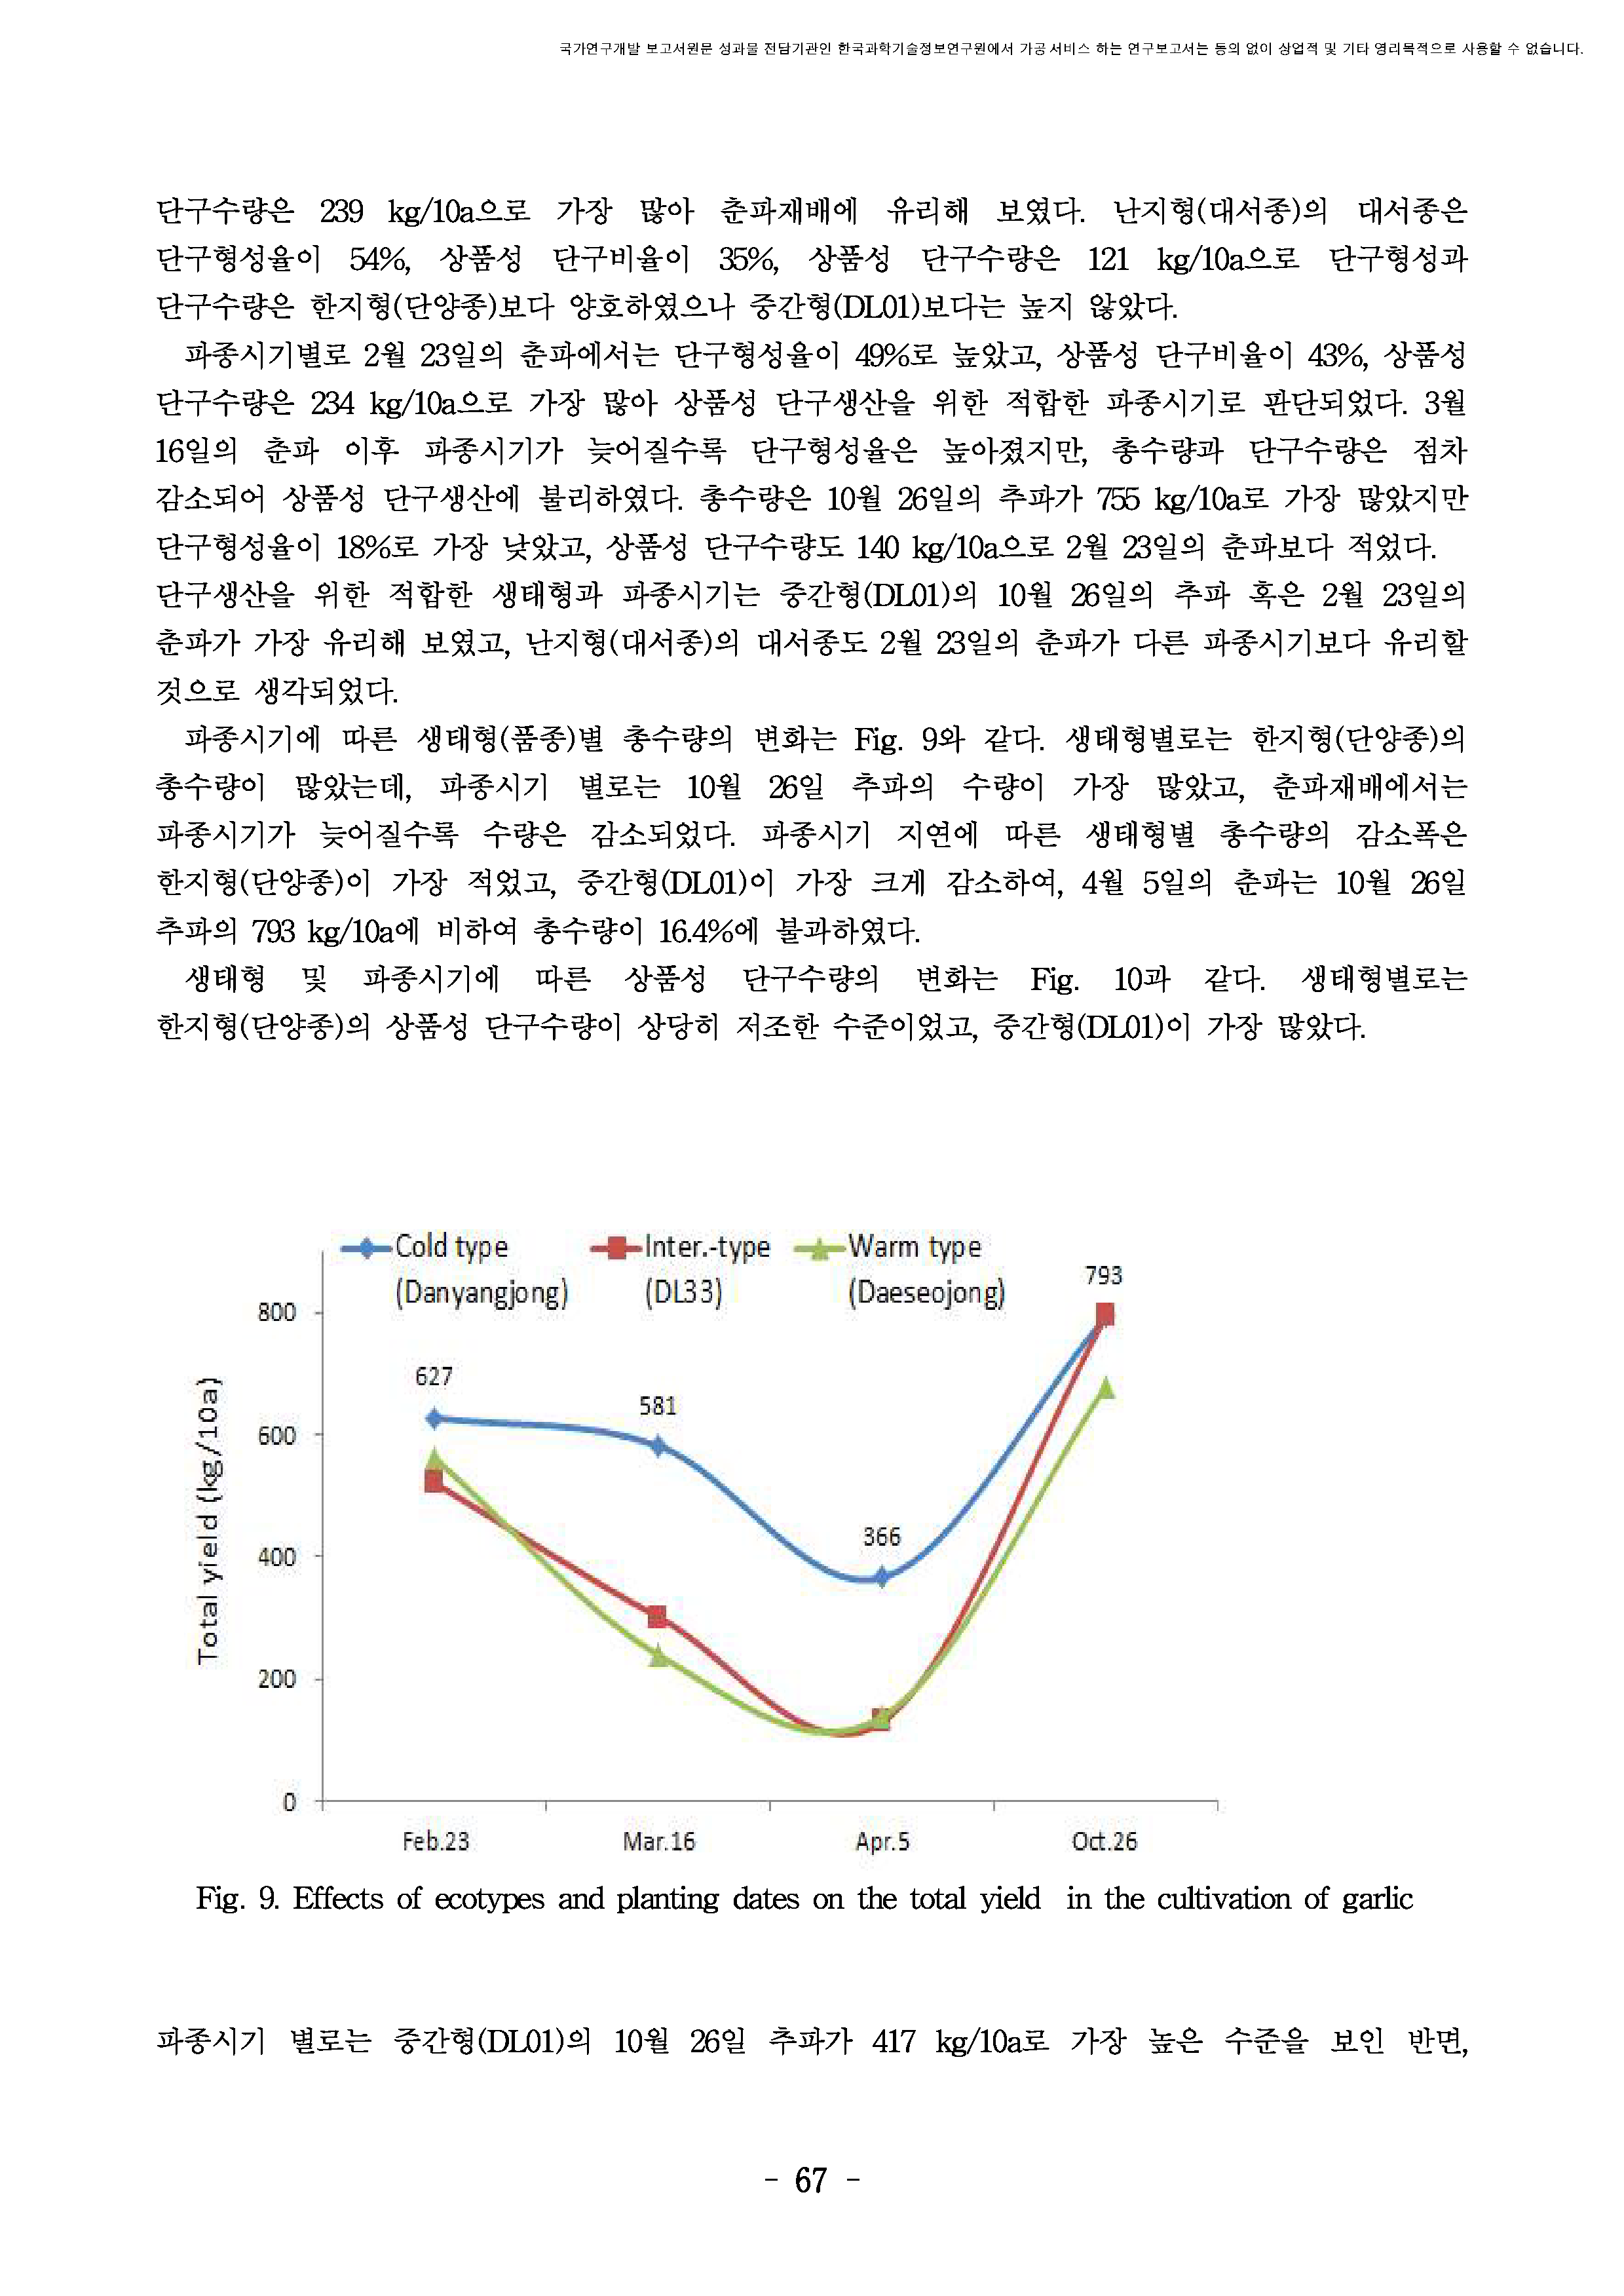 국가연구개발 보고서원문 성과물 전담기관인 한국과학기술정보연구원에서 가공·서비스 하는 연구보고서는 동의 없이 상업적 및 기타 영리목적으로 사용할 수 없습니다.
단구수량은 239 kg/10a으로 가장 많아 춘파재배에 유리해 보였다. 난지형(대서종)의 대서종은
단구형성율이 54%, 상품성 단구비율이 35%, 상품성 단구수량은 121 kg/10a으로 단구형성과
단구수량은 한지형(단양종)보다 양호하였으나 중간형(DL01)보다는 높지 않았다.
파종시기별로 2월 23일의 춘파에서는 단구형성율이 49%로 높았고, 상품성 단구비율이 43%, 상품성
단구수량은 234 kg/10a으로 가장 많아 상품성 단구생산을 위한 적합한 파종시기로 판단되었다. 3월
16일의 춘파 이후 파종시기가 늦어질수록 단구형성율은 높아졌지만, 총수량과 단구수량은 점차
감소되어 상품성 단구생산에 불리하였다. 총수량은 10월 26일의 추파가 755 kg/10a로 가장 많았지만
단구형성율이 18%로 가장 낮았고, 상품성 단구수량도 140 kg/10a으로 2월 23일의 춘파보다 적었다.
단구생산을 위한 적합한 생태형과 파종시기는 중간형(DL01)의 10월 26일의 추파 혹은 2월 23일의
춘파가 가장 유리해 보였고, 난지형(대서종)의 대서종도 2월 23일의 춘파가 다른 파종시기보다 유리할
것으로 생각되었다.
파종시기에 따른 생태형(품종)별 총수량의 변화는 Fig. 9와 같다. 생태형별로는 한지형(단양종)의
총수량이 많았는데, 파종시기 별로는 10월 26일 추파의 수량이 가장 많았고, 춘파재배에서는
파종시기가 늦어질수록 수량은 감소되었다. 파종시기 지연에 따른 생태형별 총수량의 감소폭은
한지형(단양종)이 가장 적었고, 중간형(DL01)이 가장 크게 감소하여, 4월 5일의 춘파는 10월 26일
추파의 793 kg/10a에 비하여 총수량이 16.4%에 불과하였다.
생태형 및 파종시기에 따른 상품성 단구수량의 변화는 Fig. 10과 같다. 생태형별로는
한지형(단양종)의 상품성 단구수량이 상당히 저조한 수준이었고, 중간형(DL01)이 가장 많았다.
Cold type Inter.-type Warm type
(Danyangjong) (DL33) (Daeseojong)
793
800
627
581
600
366
400
200
0
Total yield (kg/10a)
Feb.23 Mar.16 Apr.5 Oct.26
Fig. 9. Effects of ecotypes and planting dates on the total yield in the cultivation of garlic
파종시기 별로는 중간형(DL01)의 10월 26일 추파가 417 kg/10a로 가장 높은 수준을 보인 반면,
- 67 -